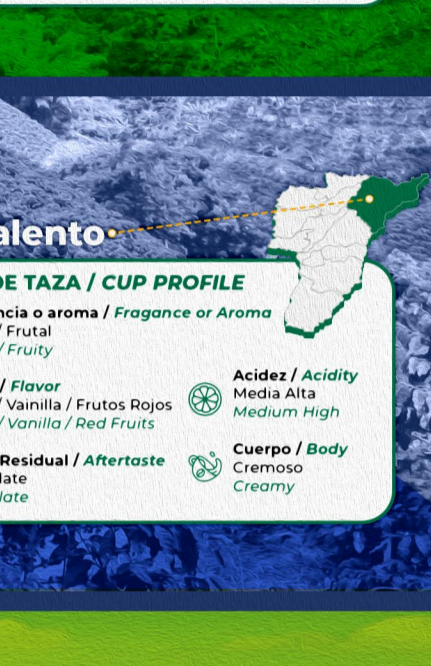 alento
DE TAZA / CUP PROFILE
ncia o aroma / Fragance or Aroma
/ Frutal
/ Fruity
/ Flavor
/ Vainilla / Frutos Rojos
/ Vanilla / Red Fruits
Residual / Aftertaste
late
late
Acidez / Acidity
Media Alta
Medium High
Cuerpo / Body
Cremoso
Creamy